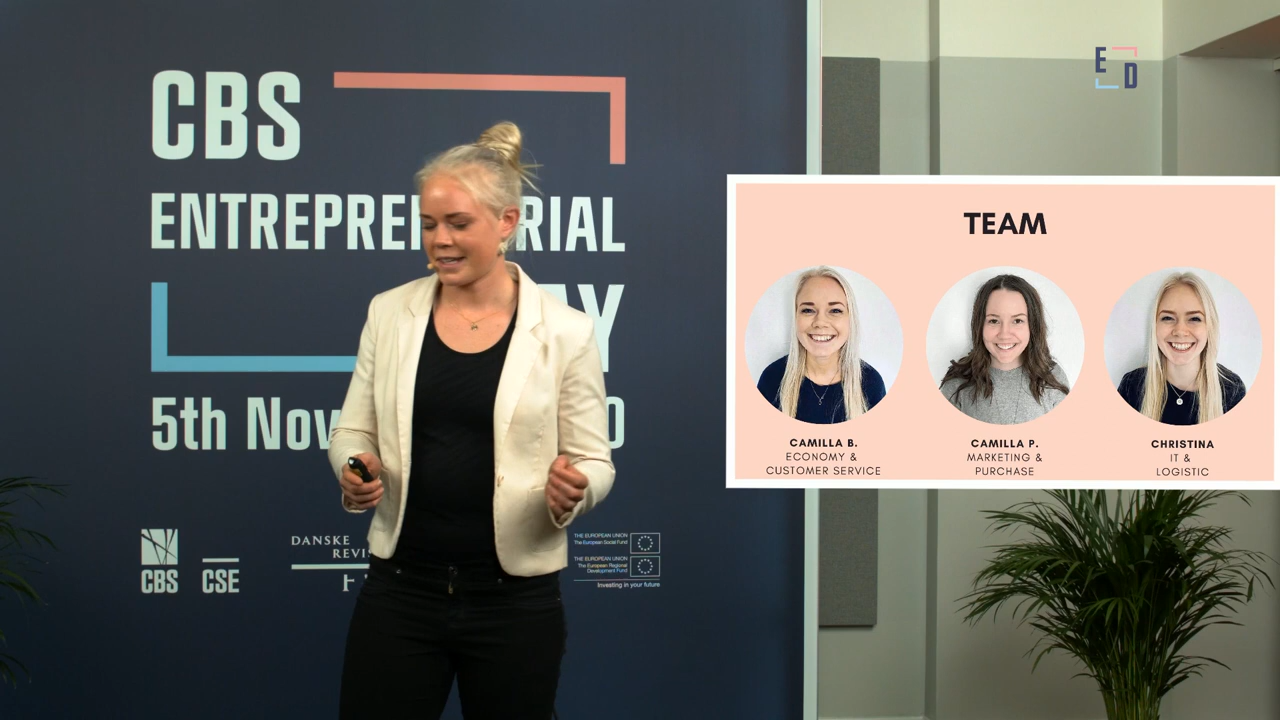 CBS
ENTREPRE RIAL
AY
5th Nov 0
CBS
CSE
DANSKE
REVIS
THE EUROPEAN UNION
The European Social Fund
THE EUROPEAN UNION
The European Regional
Development Fund
Investing in your future
E
D
TEAM
CAMILLA B.
ECONOMY &
CUSTOMER SERVICE
CAMILLA P.
MARKETING &
PURCHASE
CHRISTINA
IT &
LOGISTIC